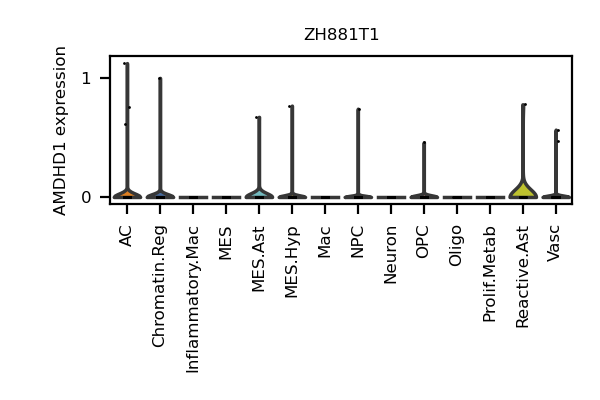 ZH881T1
AMDHD1 expression
1
0
AC
Chromatin.Reg
Inflammatory.Mac
MES
MES.Ast
MES.Hyp
Mac
NPC
Neuron
OPC
Oligo
Prolif.Metab
Reactive.Ast
Vasc